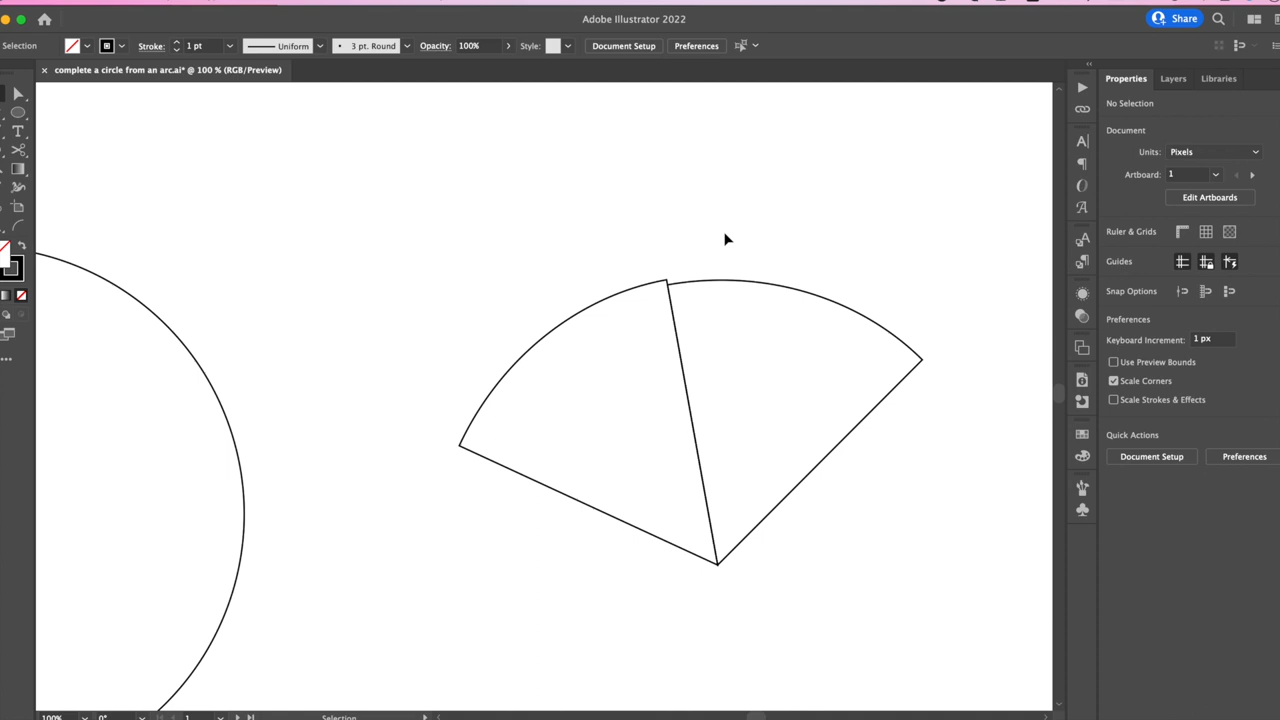 Adobe Illustrator 2022
Share
Selection Stroke: 1 pt Uniform 3 pt. Round Opacity: 100% Style: Document Setup Preferences
× complete a circle from an arc.ai* @ 100 % (RGB/Preview)
Properties Layers Libraries
No Selection
Document
Units: Pixels
Artboard: 1
Edit Artboards
Ruler & Grids
Guides
Snap Options
Preferences
Keyboard Increment: 1 px
Use Preview Bounds
Scale Corners
Scale Strokes & Effects
Quick Actions
Document Setup Preferences
100% 0° 1 Selection